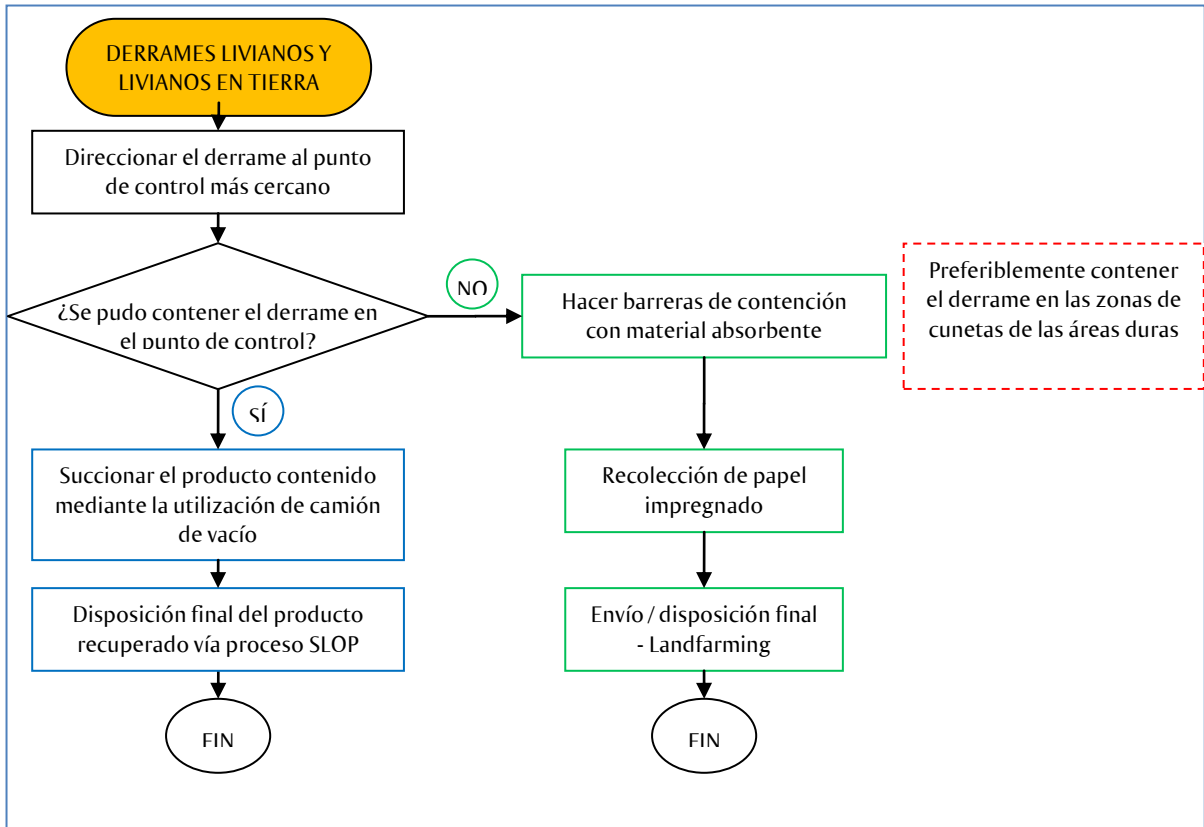 DERRAMES LIVIANOS Y
LIVIANOS EN TIERRA
Direccionar el derrame al punto
de control más cercano
¿Se pudo contener el derrame en
el punto de control?
NO
Hacer barreras de contención
con material absorbente
Preferiblemente contener
el derrame en las zonas de
cunetas de las áreas duras
SÍ
Succionar el producto contenido
mediante la utilización de camión
de vacío
Recolección de papel
impregnado
Disposición final del producto
recuperado vía proceso SLOP
Envío / disposición final
- Landfarming
FIN
FIN